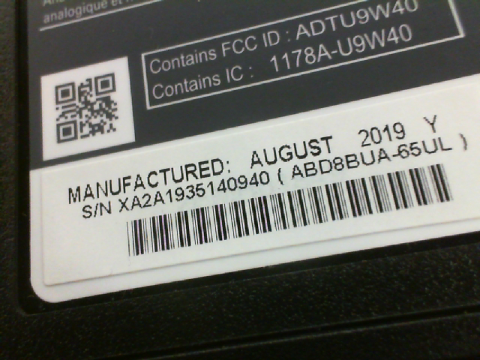 analogique et
Contains FCC ID : ADTU9W40
Contains IC : 1178A-U9W40
MANUFACTURED: AUGUST 2019 Y
S/N XA2A1935140940 ( ABD8BUA-65UL )